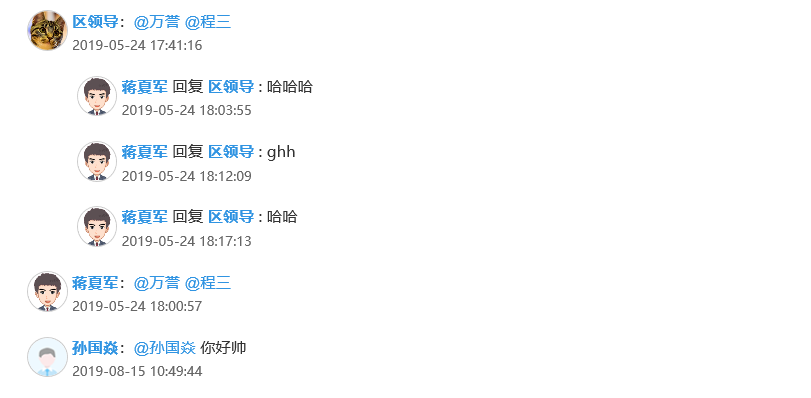 区领导：@万誉 @程三
2019-05-24 17:41:16
蒋夏军 回复 区领导 : 哈哈哈
2019-05-24 18:03:55
蒋夏军 回复 区领导 : ghh
2019-05-24 18:12:09
蒋夏军 回复 区领导 : 哈哈
2019-05-24 18:17:13
蒋夏军：@万誉 @程三
2019-05-24 18:00:57
孙国焱：@孙国焱 你好帅
2019-08-15 10:49:44